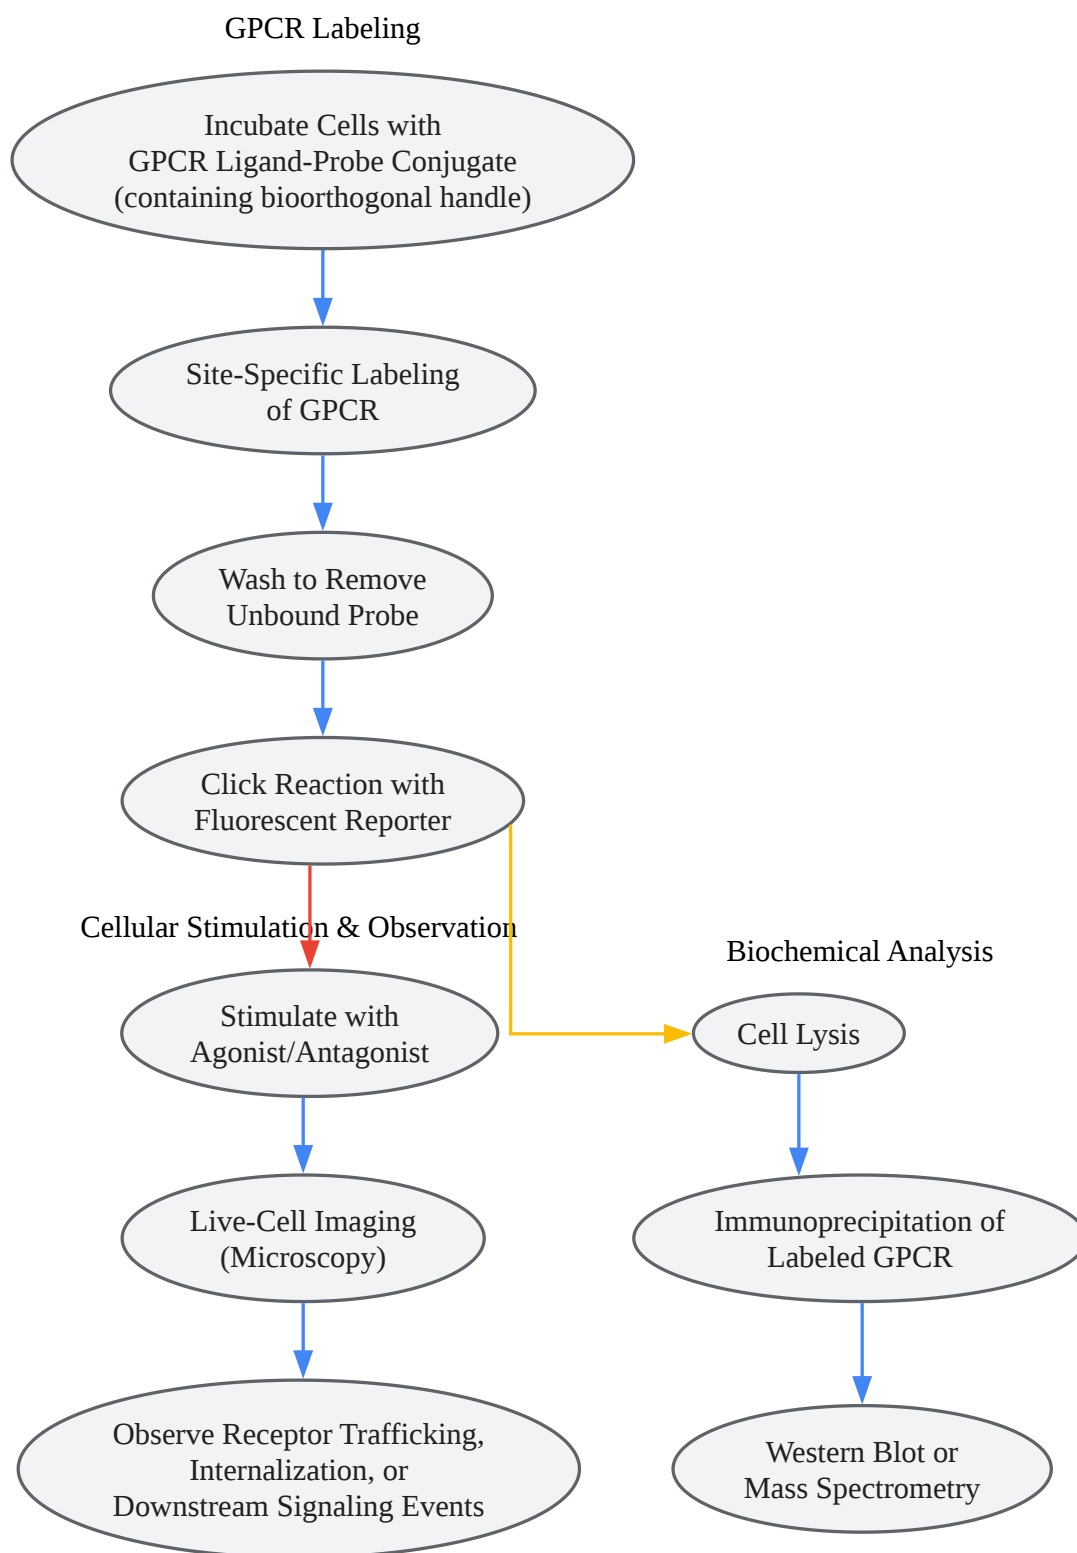 GPCR Labeling
Incubate Cells with
GPCR Ligand-Probe Conjugate
(containing bioorthogonal handle)
Site-Specific Labeling
of GPCR
Wash to Remove
Unbound Probe
Click Reaction with
Fluorescent Reporter
Cellular Stimulation & Observation
Stimulate with
Agonist/Antagonist
Live-Cell Imaging
(Microscopy)
Observe Receptor Trafficking,
Internalization, or
Downstream Signaling Events
Biochemical Analysis
Cell Lysis
Immunoprecipitation of
Labeled GPCR
Western Blot or
Mass Spectrometry